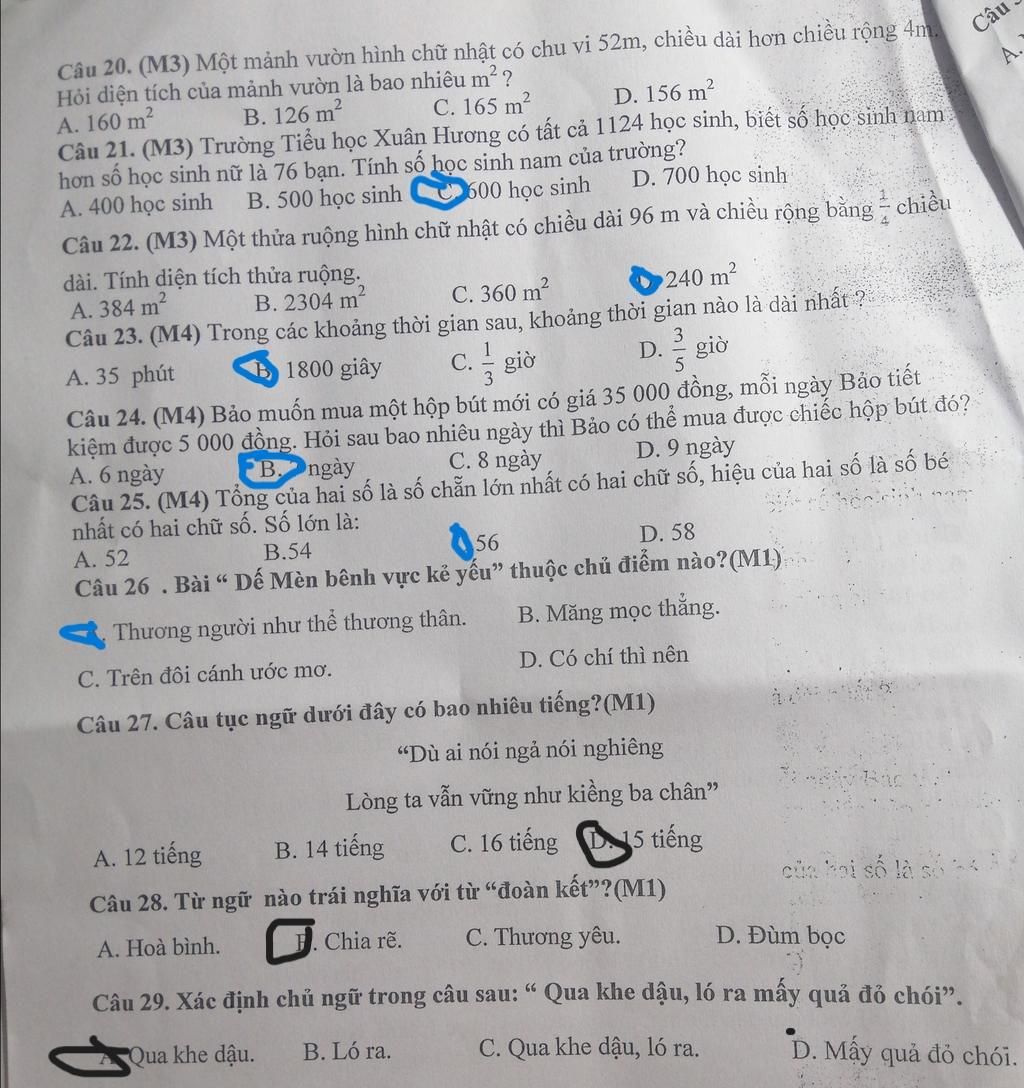 Câu 20. (M3) Một mảnh vườn hình chữ nhật có chu vi 52m, chiều dài hơn chiều rộng 4m.
Hỏi diện tích của mảnh vườn là bao nhiêu m² ?
A. 160 m² B. 126 m² C. 165 m² D. 156 m²
Câu 21. (M3) Trường Tiểu học Xuân Hương có tất cả 1124 học sinh, biết số học sinh nam
hơn số học sinh nữ là 76 bạn. Tính số học sinh nam của trường?
A. 400 học sinh B. 500 học sinh C. 600 học sinh D. 700 học sinh
Câu 22. (M3) Một thửa ruộng hình chữ nhật có chiều dài 96 m và chiều rộng bằng 1/4 chiều
dài. Tính diện tích thửa ruộng.
A. 384 m² B. 2304 m² C. 360 m² 240 m²
Câu 23. (M4) Trong các khoảng thời gian sau, khoảng thời gian nào là dài nhất ?
A. 35 phút B. 1800 giây C. 1/3 giờ D. 3/5 giờ
Câu 24. (M4) Bảo muốn mua một hộp bút mới có giá 35 000 đồng, mỗi ngày Bảo tiết
kiệm được 5 000 đồng. Hỏi sau bao nhiêu ngày thì Bảo có thể mua được chiếc hộp bút đó?
A. 6 ngày B. ngày C. 8 ngày D. 9 ngày
Câu 25. (M4) Tổng của hai số là số chẵn lớn nhất có hai chữ số, hiệu của hai số là số bé
nhất có hai chữ số. Số lớn là:
A. 52 B.54 56 D. 58
Câu 26 . Bài “ Dế Mèn bênh vực kẻ yếu” thuộc chủ điểm nào?(M1)
Thương người như thể thương thân. B. Măng mọc thẳng.
C. Trên đôi cánh ước mơ. D. Có chí thì nên
Câu 27. Câu tục ngữ dưới đây có bao nhiêu tiếng?(M1)
“Dù ai nói ngả nói nghiêng
Lòng ta vẫn vững như kiềng ba chân”
A. 12 tiếng B. 14 tiếng C. 16 tiếng D. 15 tiếng
Câu 28. Từ ngữ nào trái nghĩa với từ “đoàn kết”?(M1)
A. Hoà bình. B. Chia rẽ. C. Thương yêu. D. Đùm bọc
Câu 29. Xác định chủ ngữ trong câu sau: “ Qua khe dậu, ló ra mấy quả đỏ chói”.
A. Qua khe dậu. B. Ló ra. C. Qua khe dậu, ló ra. D. Mấy quả đỏ chói.
Câu
A.